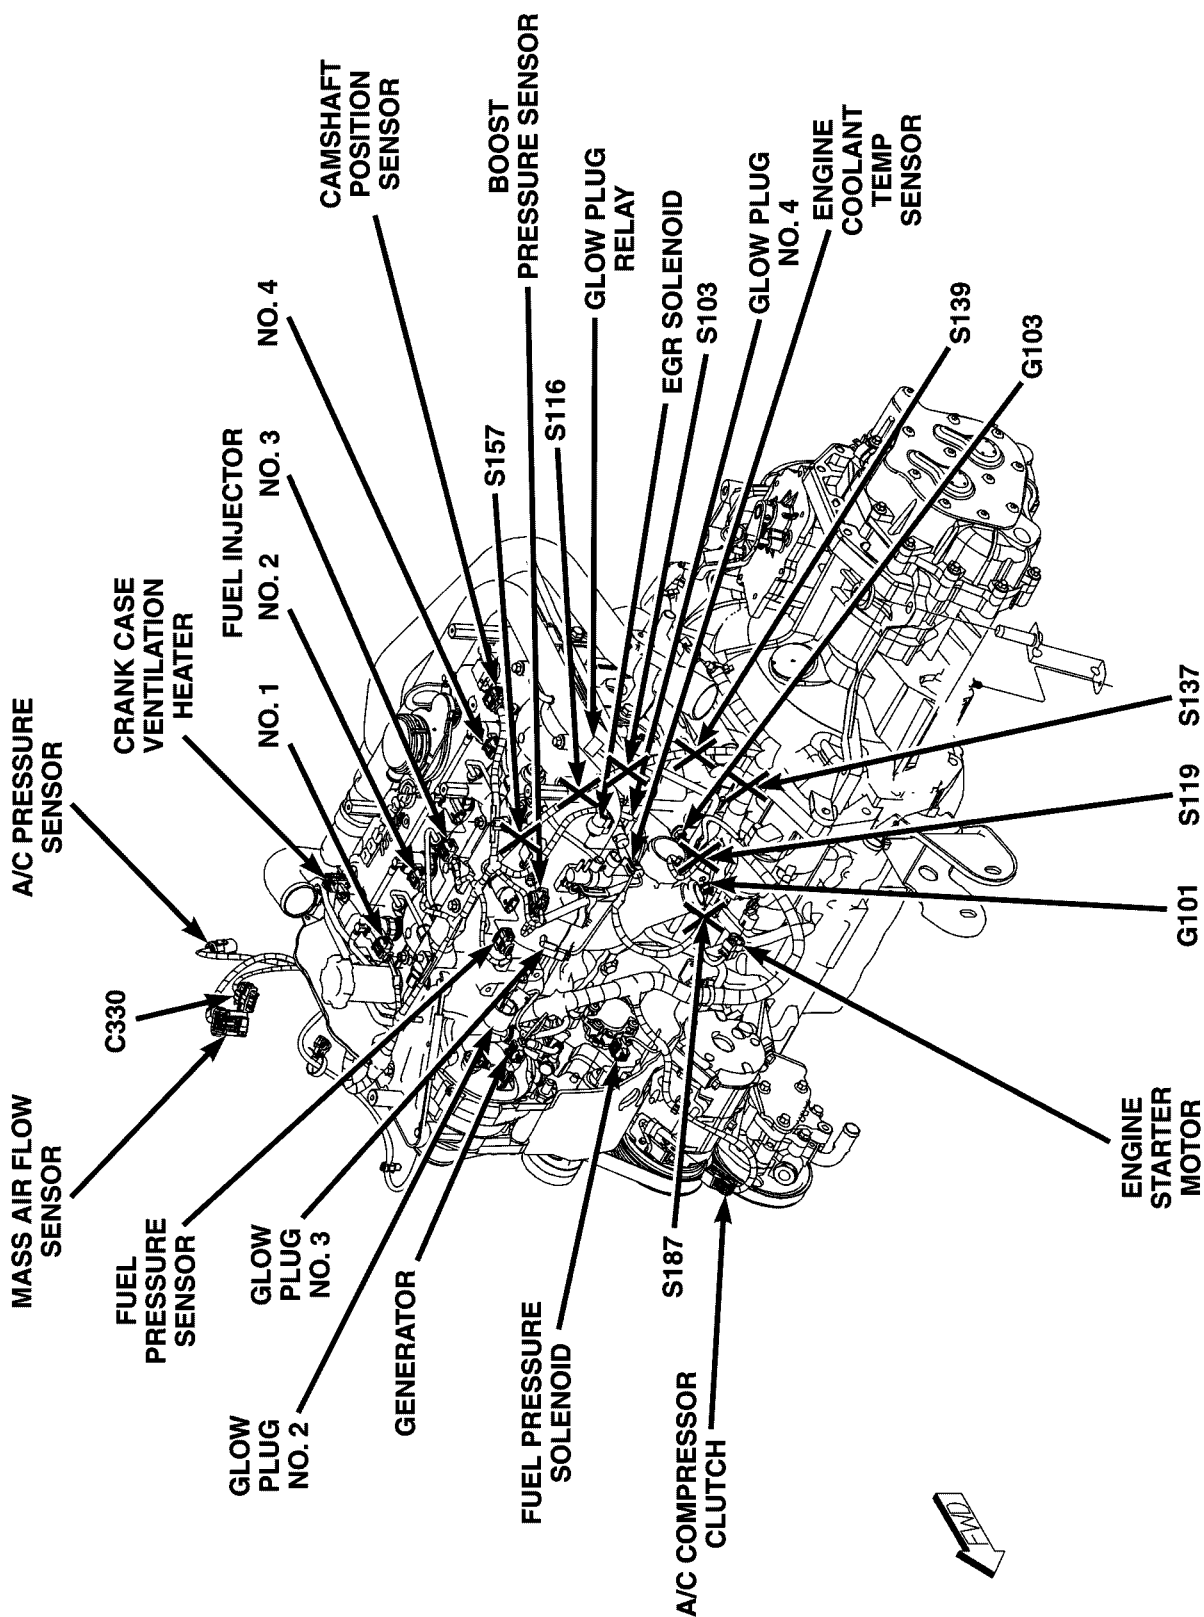 MASS AIR FLOW
SENSOR
C330
A/C PRESSURE
SENSOR
CRANK CASE
VENTILATION
HEATER
FUEL INJECTOR
NO. 1
NO. 2
NO. 3
NO. 4
CAMSHAFT
POSITION
SENSOR
S157
BOOST
PRESSURE SENSOR
S116
GLOW PLUG
RELAY
EGR SOLENOID
S103
GLOW PLUG
NO. 4
ENGINE
COOLANT
TEMP
SENSOR
S139
G103
S137
S119
G101
ENGINE
STARTER
MOTOR
S187
A/C COMPRESSOR
CLUTCH
FUEL PRESSURE
SOLENOID
GENERATOR
GLOW
PLUG
NO. 2
GLOW
PLUG
NO. 3
FUEL
PRESSURE
SENSOR
FWD